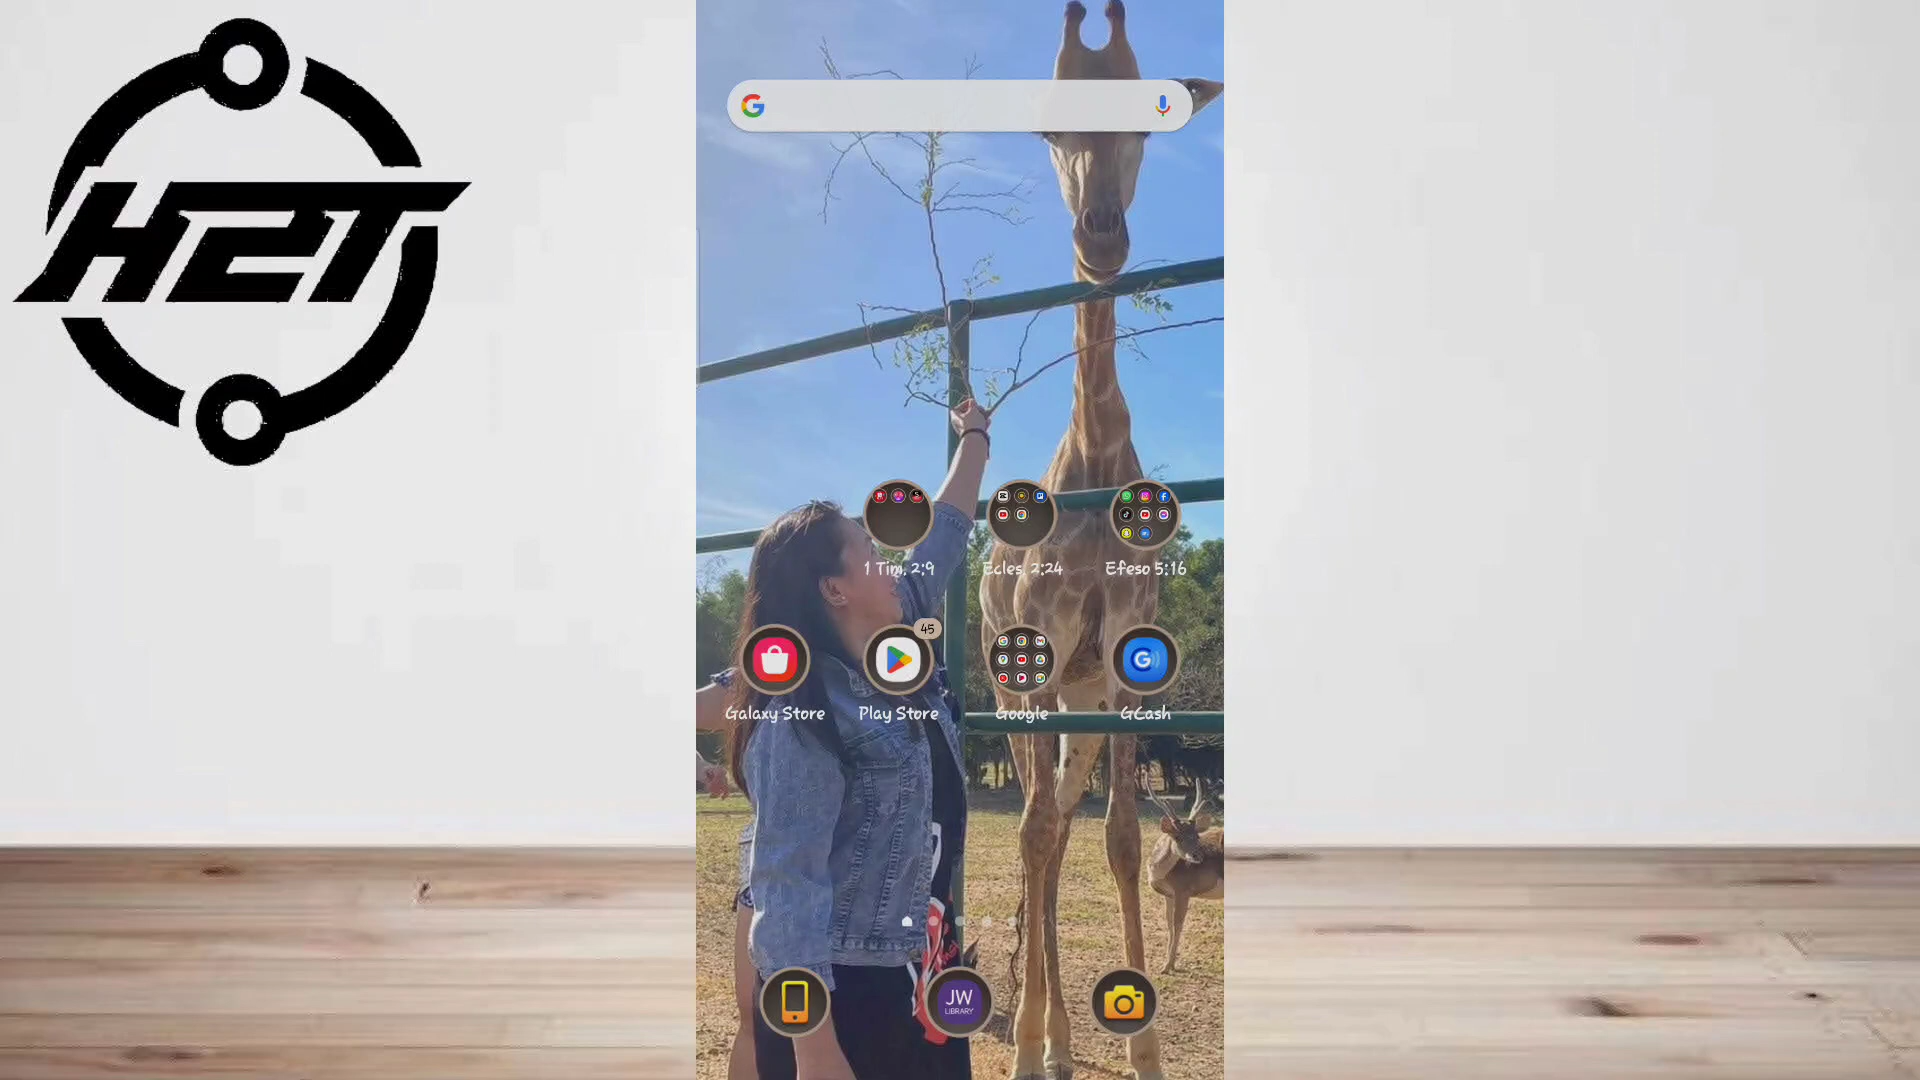 H2T
1 Tim, 2:9
Ecles, 2:24
Efeso 5:16
45
Galaxy Store
Play Store
Google
GCash
JW
LIBRARY